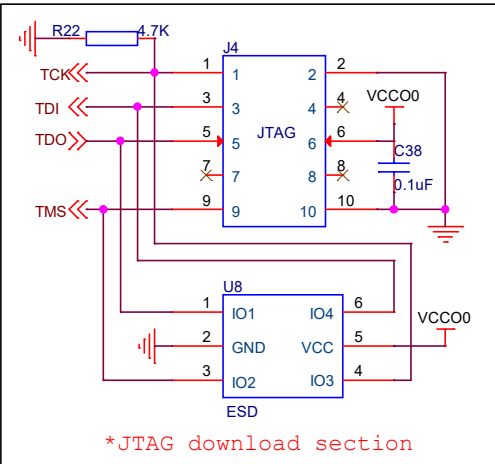 R22 4.7K
J4
TCK 1 1 2 2
TDI 3 3 4 4 VCCO0
TDO 5 5 JTAG 6 6
C38
7 7 8 8
0.1uF
TMS 9 9 10 10
U8
1 IO1 IO4 6
VCCO0
2 GND VCC 5
3 IO2 IO3 4
ESD
*JTAG download section